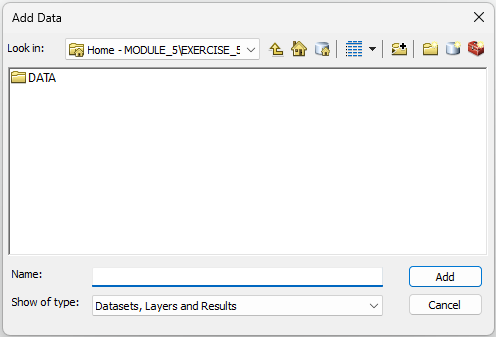 Add Data
Look in: Home - MODULE_5\EXERCISE_5
DATA
Name:
Add
Show of type: Datasets, Layers and Results
Cancel